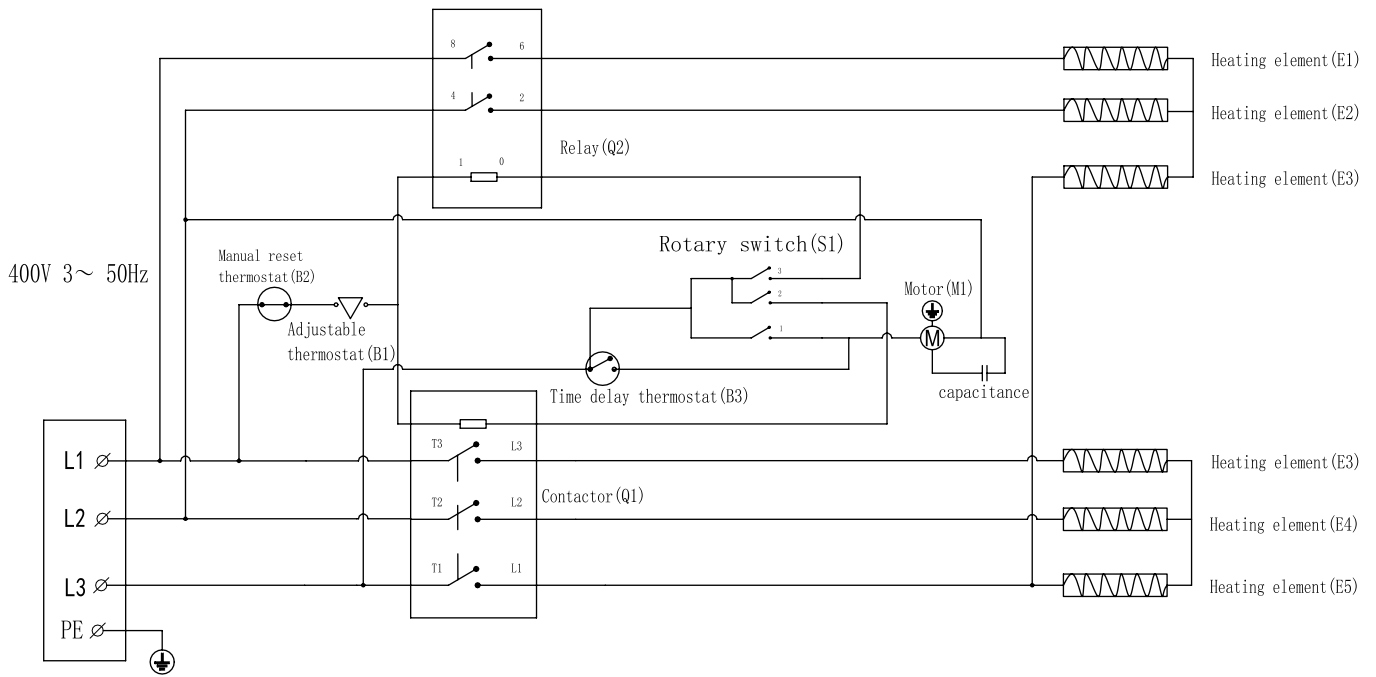 8 6
Heating element(E1)
4 2
Heating element(E2)
Relay(Q2)
1 0
Heating element(E3)
Rotary switch(S1)
400V 3～ 50Hz
Manual reset
thermostat(B2)
3
2
1
Motor(M1)
M
Adjustable
thermostat(B1)
Time delay thermostat(B3)
capacitance
L1
T3 L3
Heating element(E3)
Contactor(Q1)
L2
T2 L2
Heating element(E4)
L3
T1 L1
Heating element(E5)
PE